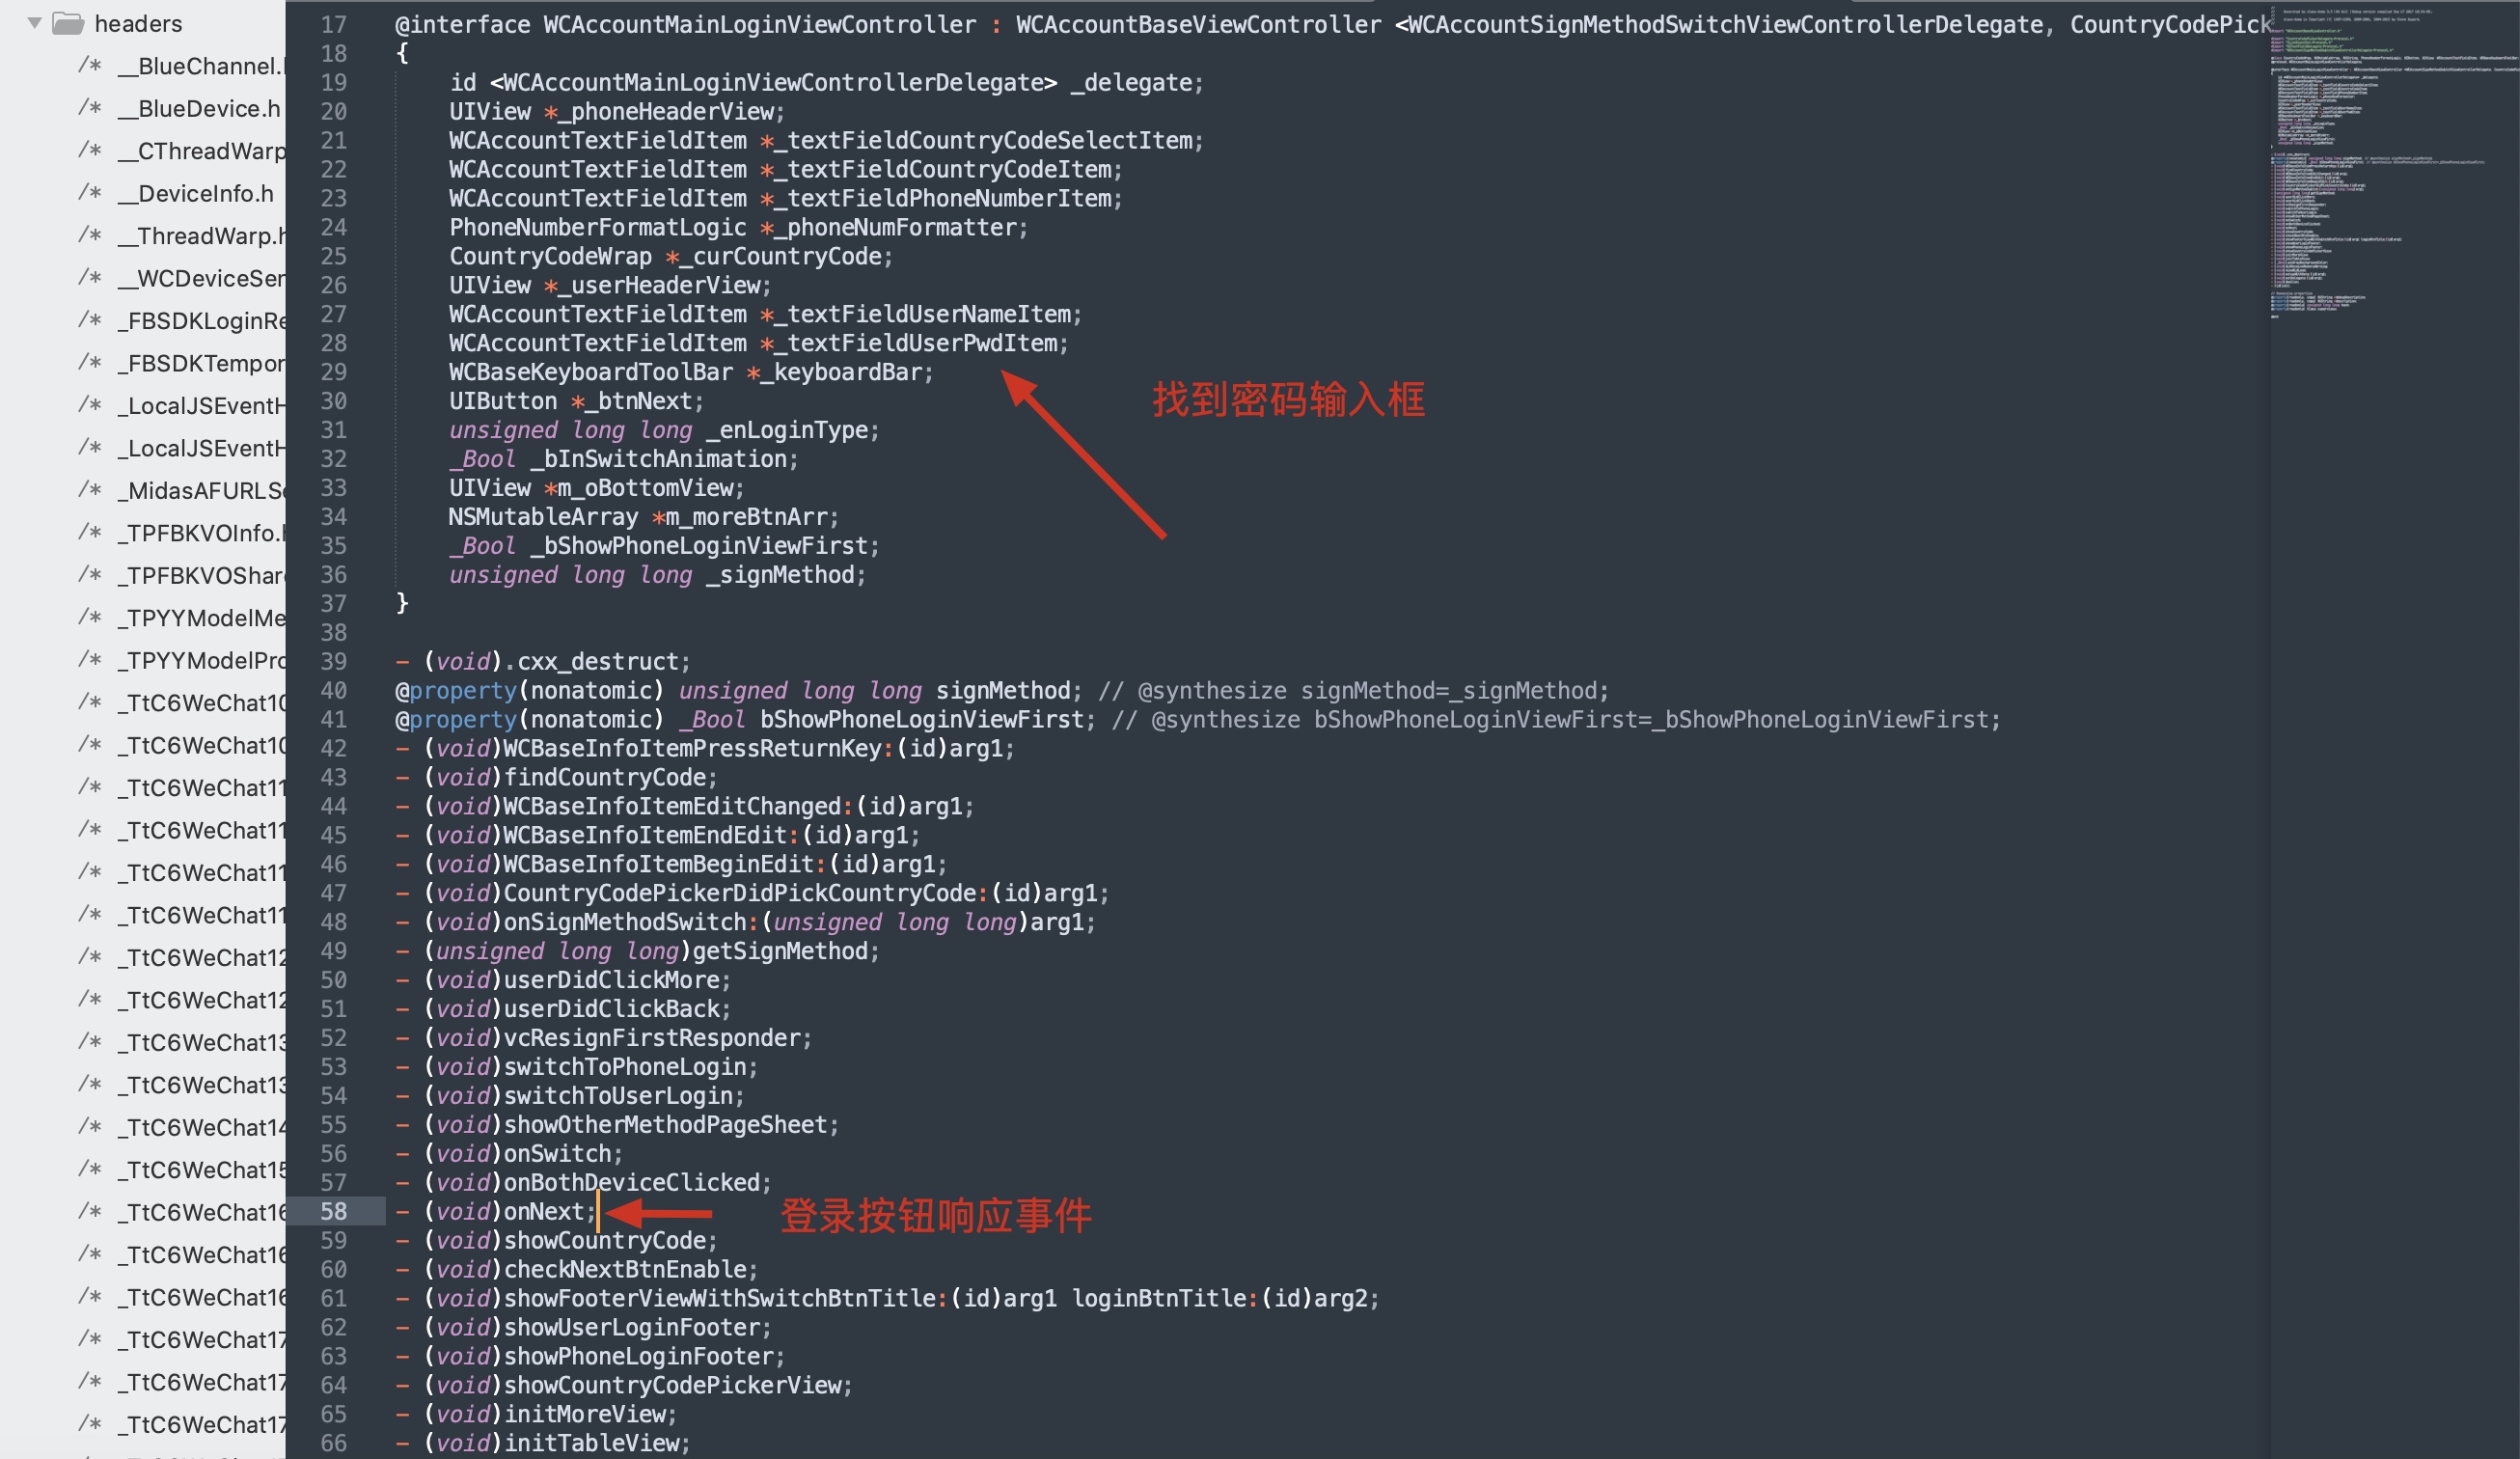 headers
/* __BlueChannel.
/* __BlueDevice.h
/* __CThreadWarp
/* __DeviceInfo.h
/* __ThreadWarp.h
/* __WCDeviceSer
/* _FBSDKLoginRe
/* _FBSDKTempor
/* _LocalJSEventH
/* _LocalJSEventH
/* _MidasAFURLSe
/* _TPFBKVOInfo.h
/* _TPFBKVOShare
/* _TPYYModelMe
/* _TPYYModelPro
/* _TtC6WeChat10
/* _TtC6WeChat10
/* _TtC6WeChat11
/* _TtC6WeChat11
/* _TtC6WeChat11
/* _TtC6WeChat11
/* _TtC6WeChat12
/* _TtC6WeChat12
/* _TtC6WeChat13
/* _TtC6WeChat13
/* _TtC6WeChat14
/* _TtC6WeChat15
/* _TtC6WeChat16
/* _TtC6WeChat16
/* _TtC6WeChat16
/* _TtC6WeChat17
/* _TtC6WeChat17
/* _TtC6WeChat17
17 @interface WCAccountMainLoginViewController : WCAccountBaseViewController <WCAccountSignMethodSwitchViewControllerDelegate, CountryCodePick
18 {
19 id <WCAccountMainLoginViewControllerDelegate> _delegate;
20 UIView *_phoneHeaderView;
21 WCAccountTextFieldItem *_textFieldCountryCodeSelectItem;
22 WCAccountTextFieldItem *_textFieldCountryCodeItem;
23 WCAccountTextFieldItem *_textFieldPhoneNumberItem;
24 PhoneNumberFormatLogic *_phoneNumFormatter;
25 CountryCodeWrap *_curCountryCode;
26 UIView *_userHeaderView;
27 WCAccountTextFieldItem *_textFieldUserNameItem;
28 WCAccountTextFieldItem *_textFieldUserPwdItem;
29 WCBaseKeyboardToolBar *_keyboardBar;
找到密码输入框
30 UIButton *_btnNext;
31 unsigned long long _enLoginType;
32 _Bool _bInSwitchAnimation;
33 UIView *m_oBottomView;
34 NSMutableArray *m_moreBtnArr;
35 _Bool _bShowPhoneLoginViewFirst;
36 unsigned long long _signMethod;
37 }
38
39 - (void).cxx_destruct;
40 @property(nonatomic) unsigned long long signMethod; // @synthesize signMethod=_signMethod;
41 @property(nonatomic) _Bool bShowPhoneLoginViewFirst; // @synthesize bShowPhoneLoginViewFirst=_bShowPhoneLoginViewFirst;
42 - (void)WCBaseInfoItemPressReturnKey:(id)arg1;
43 - (void)findCountryCode;
44 - (void)WCBaseInfoItemEditChanged:(id)arg1;
45 - (void)WCBaseInfoItemEndEdit:(id)arg1;
46 - (void)WCBaseInfoItemBeginEdit:(id)arg1;
47 - (void)CountryCodePickerDidPickCountryCode:(id)arg1;
48 - (void)onSignMethodSwitch:(unsigned long long)arg1;
49 - (unsigned long long)getSignMethod;
50 - (void)userDidClickMore;
51 - (void)userDidClickBack;
52 - (void)vcResignFirstResponder;
53 - (void)switchToPhoneLogin;
54 - (void)switchToUserLogin;
55 - (void)showOtherMethodPageSheet;
56 - (void)onSwitch;
57 - (void)onBothDeviceClicked;
58 - (void)onNext; 登录按钮响应事件
59 - (void)showCountryCode;
60 - (void)checkNextBtnEnable;
61 - (void)showFooterViewWithSwitchBtnTitle:(id)arg1 loginBtnTitle:(id)arg2;
62 - (void)showUserLoginFooter;
63 - (void)showPhoneLoginFooter;
64 - (void)showCountryCodePickerView;
65 - (void)initMoreView;
66 - (void)initTableView;